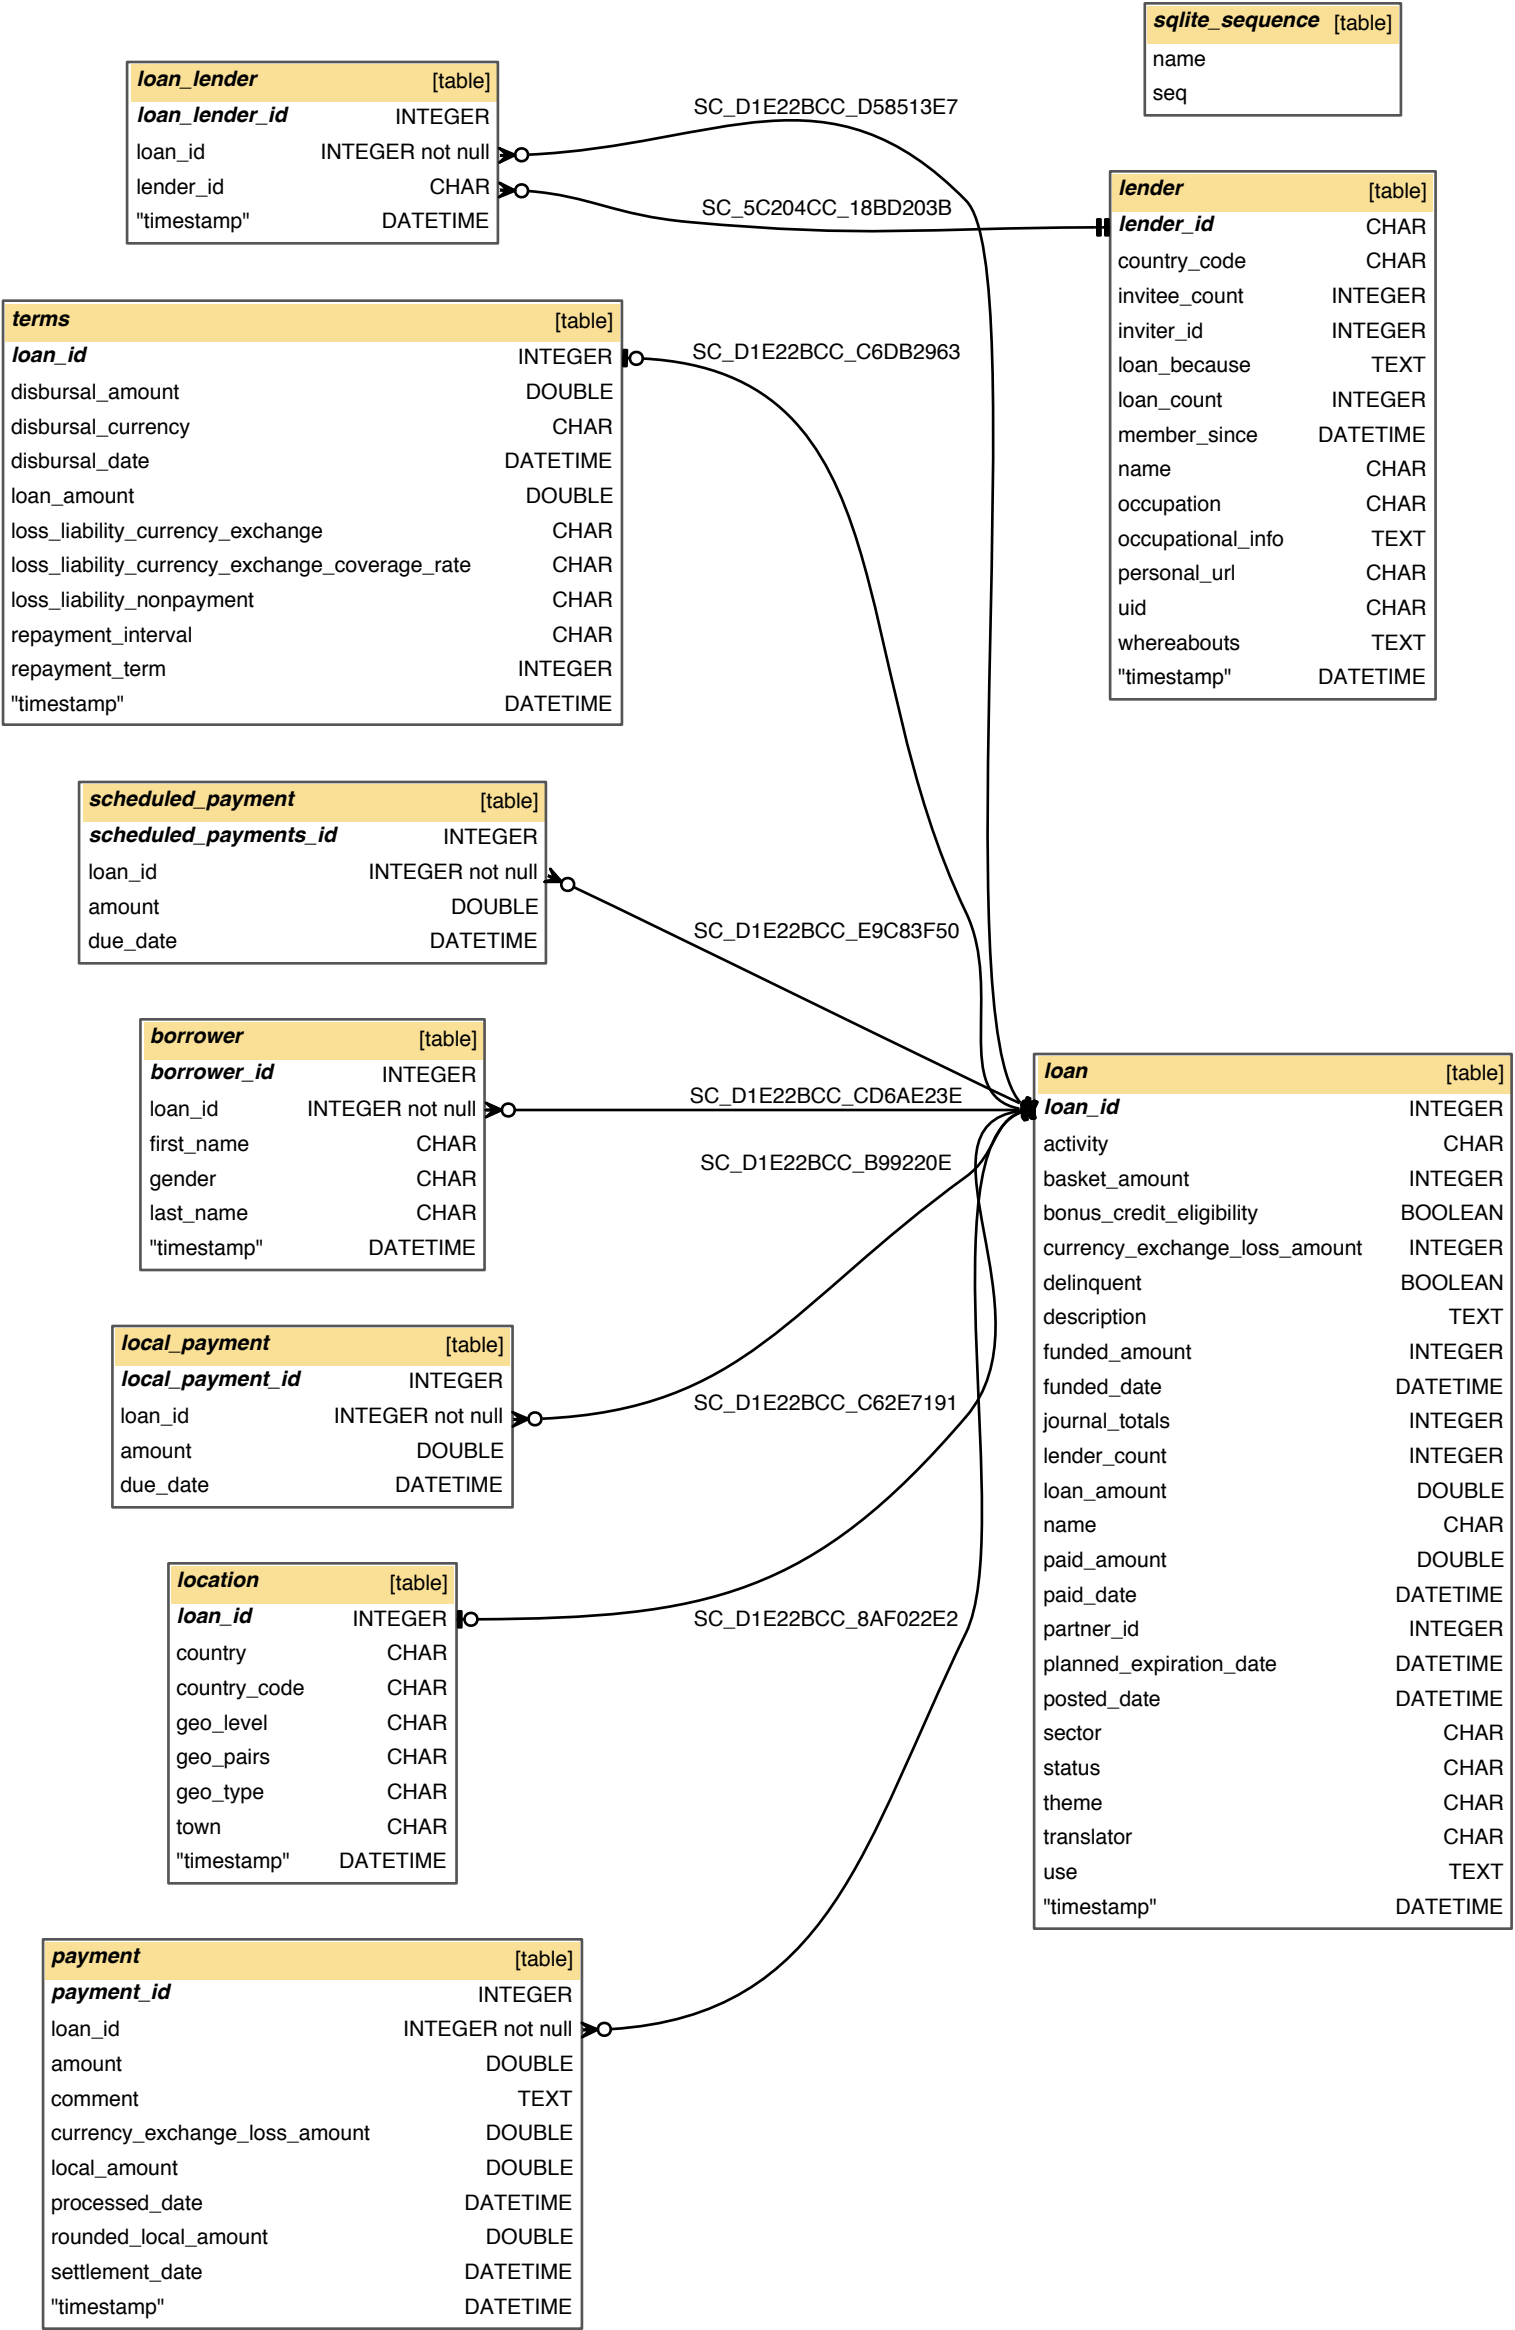 sqlite_sequence [table]
name
seq
loan_lender [table]
loan_lender_id INTEGER
loan_id INTEGER not null
lender_id CHAR
"timestamp" DATETIME
SC_D1E22BCC_D58513E7
SC_5C204CC_18BD203B
lender [table]
lender_id CHAR
country_code CHAR
invitee_count INTEGER
inviter_id INTEGER
loan_because TEXT
loan_count INTEGER
member_since DATETIME
name CHAR
occupation CHAR
occupational_info TEXT
personal_url CHAR
uid CHAR
whereabouts TEXT
"timestamp" DATETIME
terms [table]
loan_id INTEGER
disbursal_amount DOUBLE
disbursal_currency CHAR
disbursal_date DATETIME
loan_amount DOUBLE
loss_liability_currency_exchange CHAR
loss_liability_currency_exchange_coverage_rate CHAR
loss_liability_nonpayment CHAR
repayment_interval CHAR
repayment_term INTEGER
"timestamp" DATETIME
SC_D1E22BCC_C6DB2963
scheduled_payment [table]
scheduled_payments_id INTEGER
loan_id INTEGER not null
amount DOUBLE
due_date DATETIME
SC_D1E22BCC_E9C83F50
borrower [table]
borrower_id INTEGER
loan_id INTEGER not null
first_name CHAR
gender CHAR
last_name CHAR
"timestamp" DATETIME
SC_D1E22BCC_CD6AE23E
SC_D1E22BCC_B99220E
loan [table]
loan_id INTEGER
activity CHAR
basket_amount INTEGER
bonus_credit_eligibility BOOLEAN
currency_exchange_loss_amount INTEGER
delinquent BOOLEAN
description TEXT
funded_amount INTEGER
funded_date DATETIME
journal_totals INTEGER
lender_count INTEGER
loan_amount DOUBLE
name CHAR
paid_amount DOUBLE
paid_date DATETIME
partner_id INTEGER
planned_expiration_date DATETIME
posted_date DATETIME
sector CHAR
status CHAR
theme CHAR
translator CHAR
use TEXT
"timestamp" DATETIME
local_payment [table]
local_payment_id INTEGER
loan_id INTEGER not null
amount DOUBLE
due_date DATETIME
SC_D1E22BCC_C62E7191
location [table]
loan_id INTEGER
country CHAR
country_code CHAR
geo_level CHAR
geo_pairs CHAR
geo_type CHAR
town CHAR
"timestamp" DATETIME
SC_D1E22BCC_8AF022E2
payment [table]
payment_id INTEGER
loan_id INTEGER not null
amount DOUBLE
comment TEXT
currency_exchange_loss_amount DOUBLE
local_amount DOUBLE
processed_date DATETIME
rounded_local_amount DOUBLE
settlement_date DATETIME
"timestamp" DATETIME